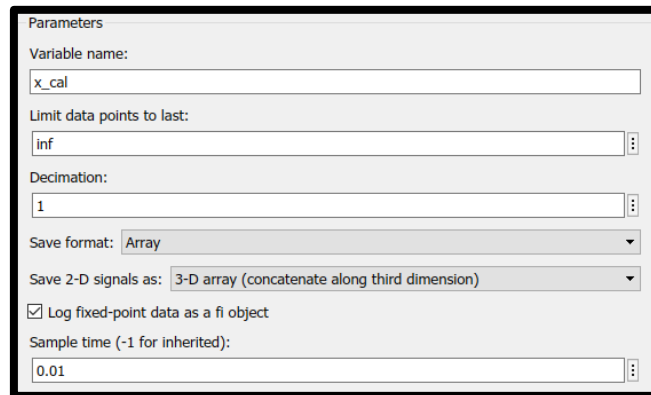 Parameters
Variable name:
x_cal
Limit data points to last:
inf
Decimation:
1
Save format: Array
Save 2-D signals as: 3-D array (concatenate along third dimension)
Log fixed-point data as a fi object
Sample time (-1 for inherited):
0.01